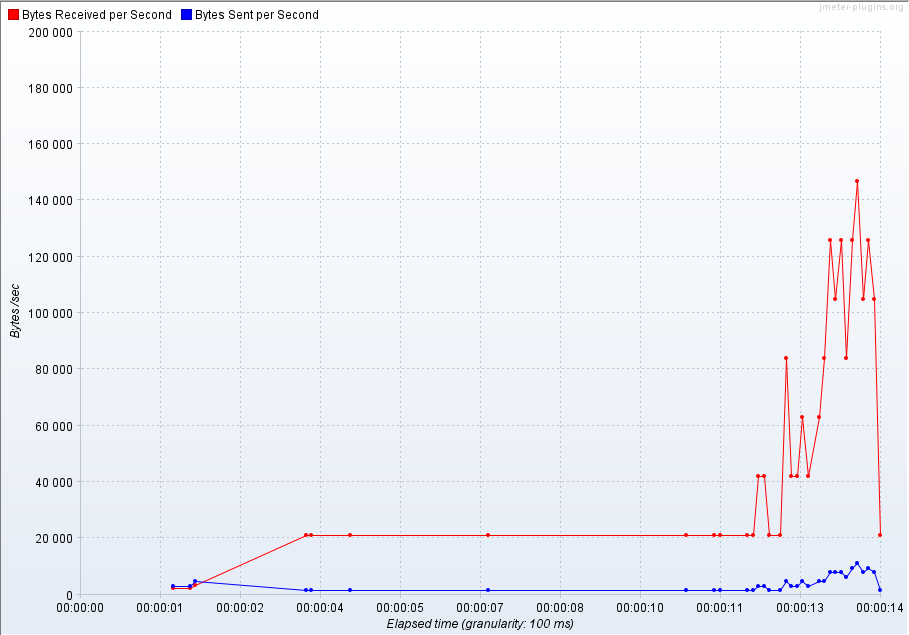 Bytes Received per Second Bytes Sent per Second
jmeter-plugins.org
200 000
180 000
160 000
140 000
120 000
100 000
80 000
60 000
40 000
20 000
0
Bytes /sec
00:00:00 00:00:01 00:00:02 00:00:04 00:00:05 00:00:07 00:00:08 00:00:10 00:00:11 00:00:13 00:00:14
Elapsed time (granularity: 100 ms)